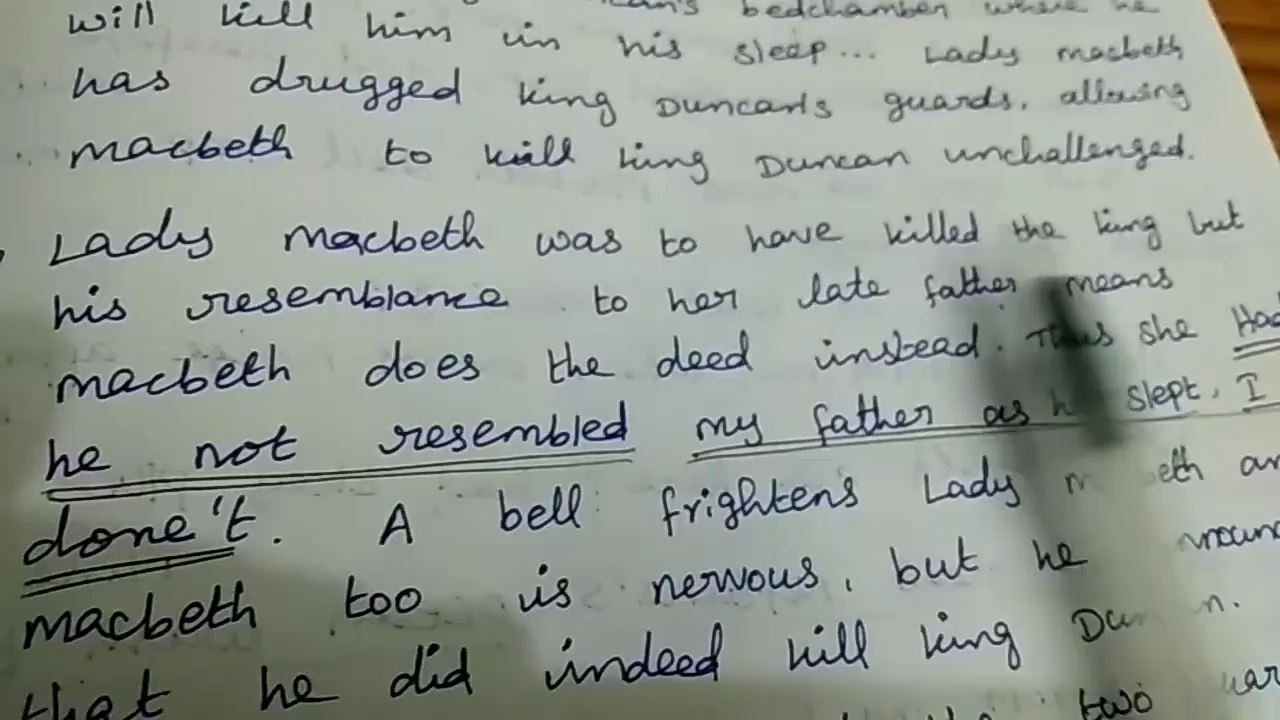 will kill him in his sleep... Lady macbeth
has drugged king Duncan's guards. allowing
macbeth to kill king Duncan unchallenged.
Lady macbeth was to have killed the king but
his resemblance to her late father means
macbeth does the deed instead. Thus she Had
he not resembled my father as he slept, I
done't. A bell frightens Lady
macbeth too is nervous, but he
that he did indeed kill king
two